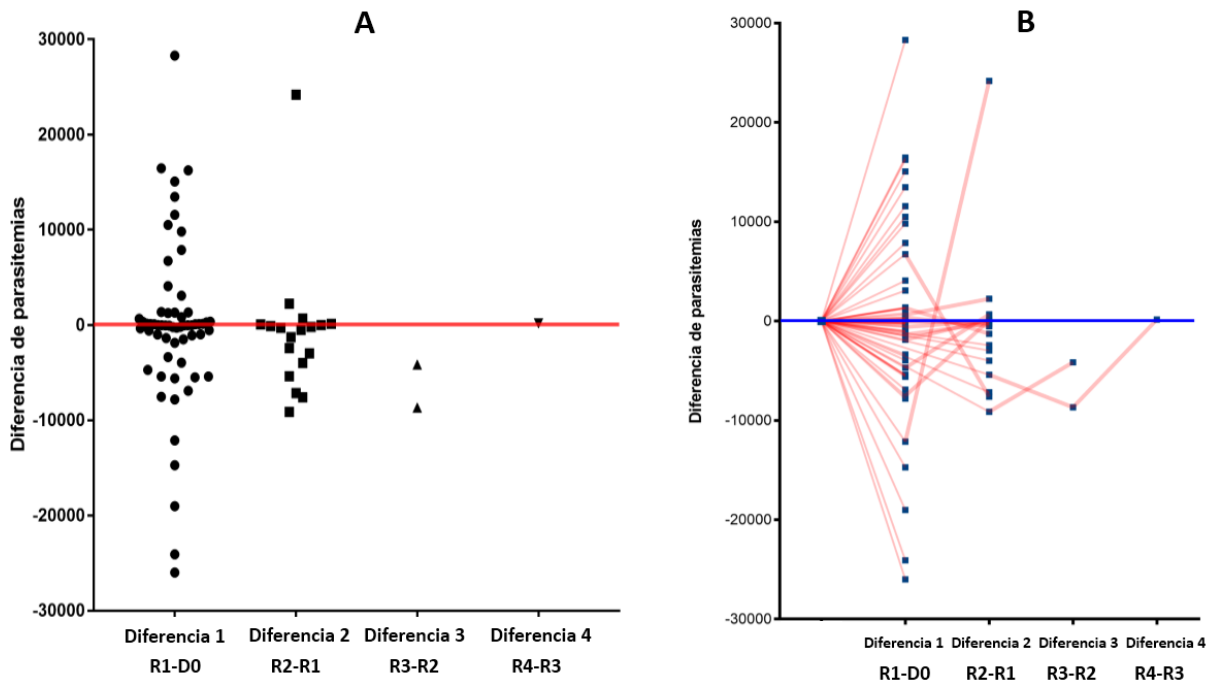 A
30000
20000
10000
0
-10000
-20000
-30000
Diferencia de parasitemias
Diferencia 1 Diferencia 2 Diferencia 3 Diferencia 4
R1-D0 R2-R1 R3-R2 R4-R3
B
30000
20000
10000
0
-10000
-20000
-30000
Diferencia de parasitemias
Diferencia 1 Diferencia 2 Diferencia 3 Diferencia 4
R1-D0 R2-R1 R3-R2 R4-R3